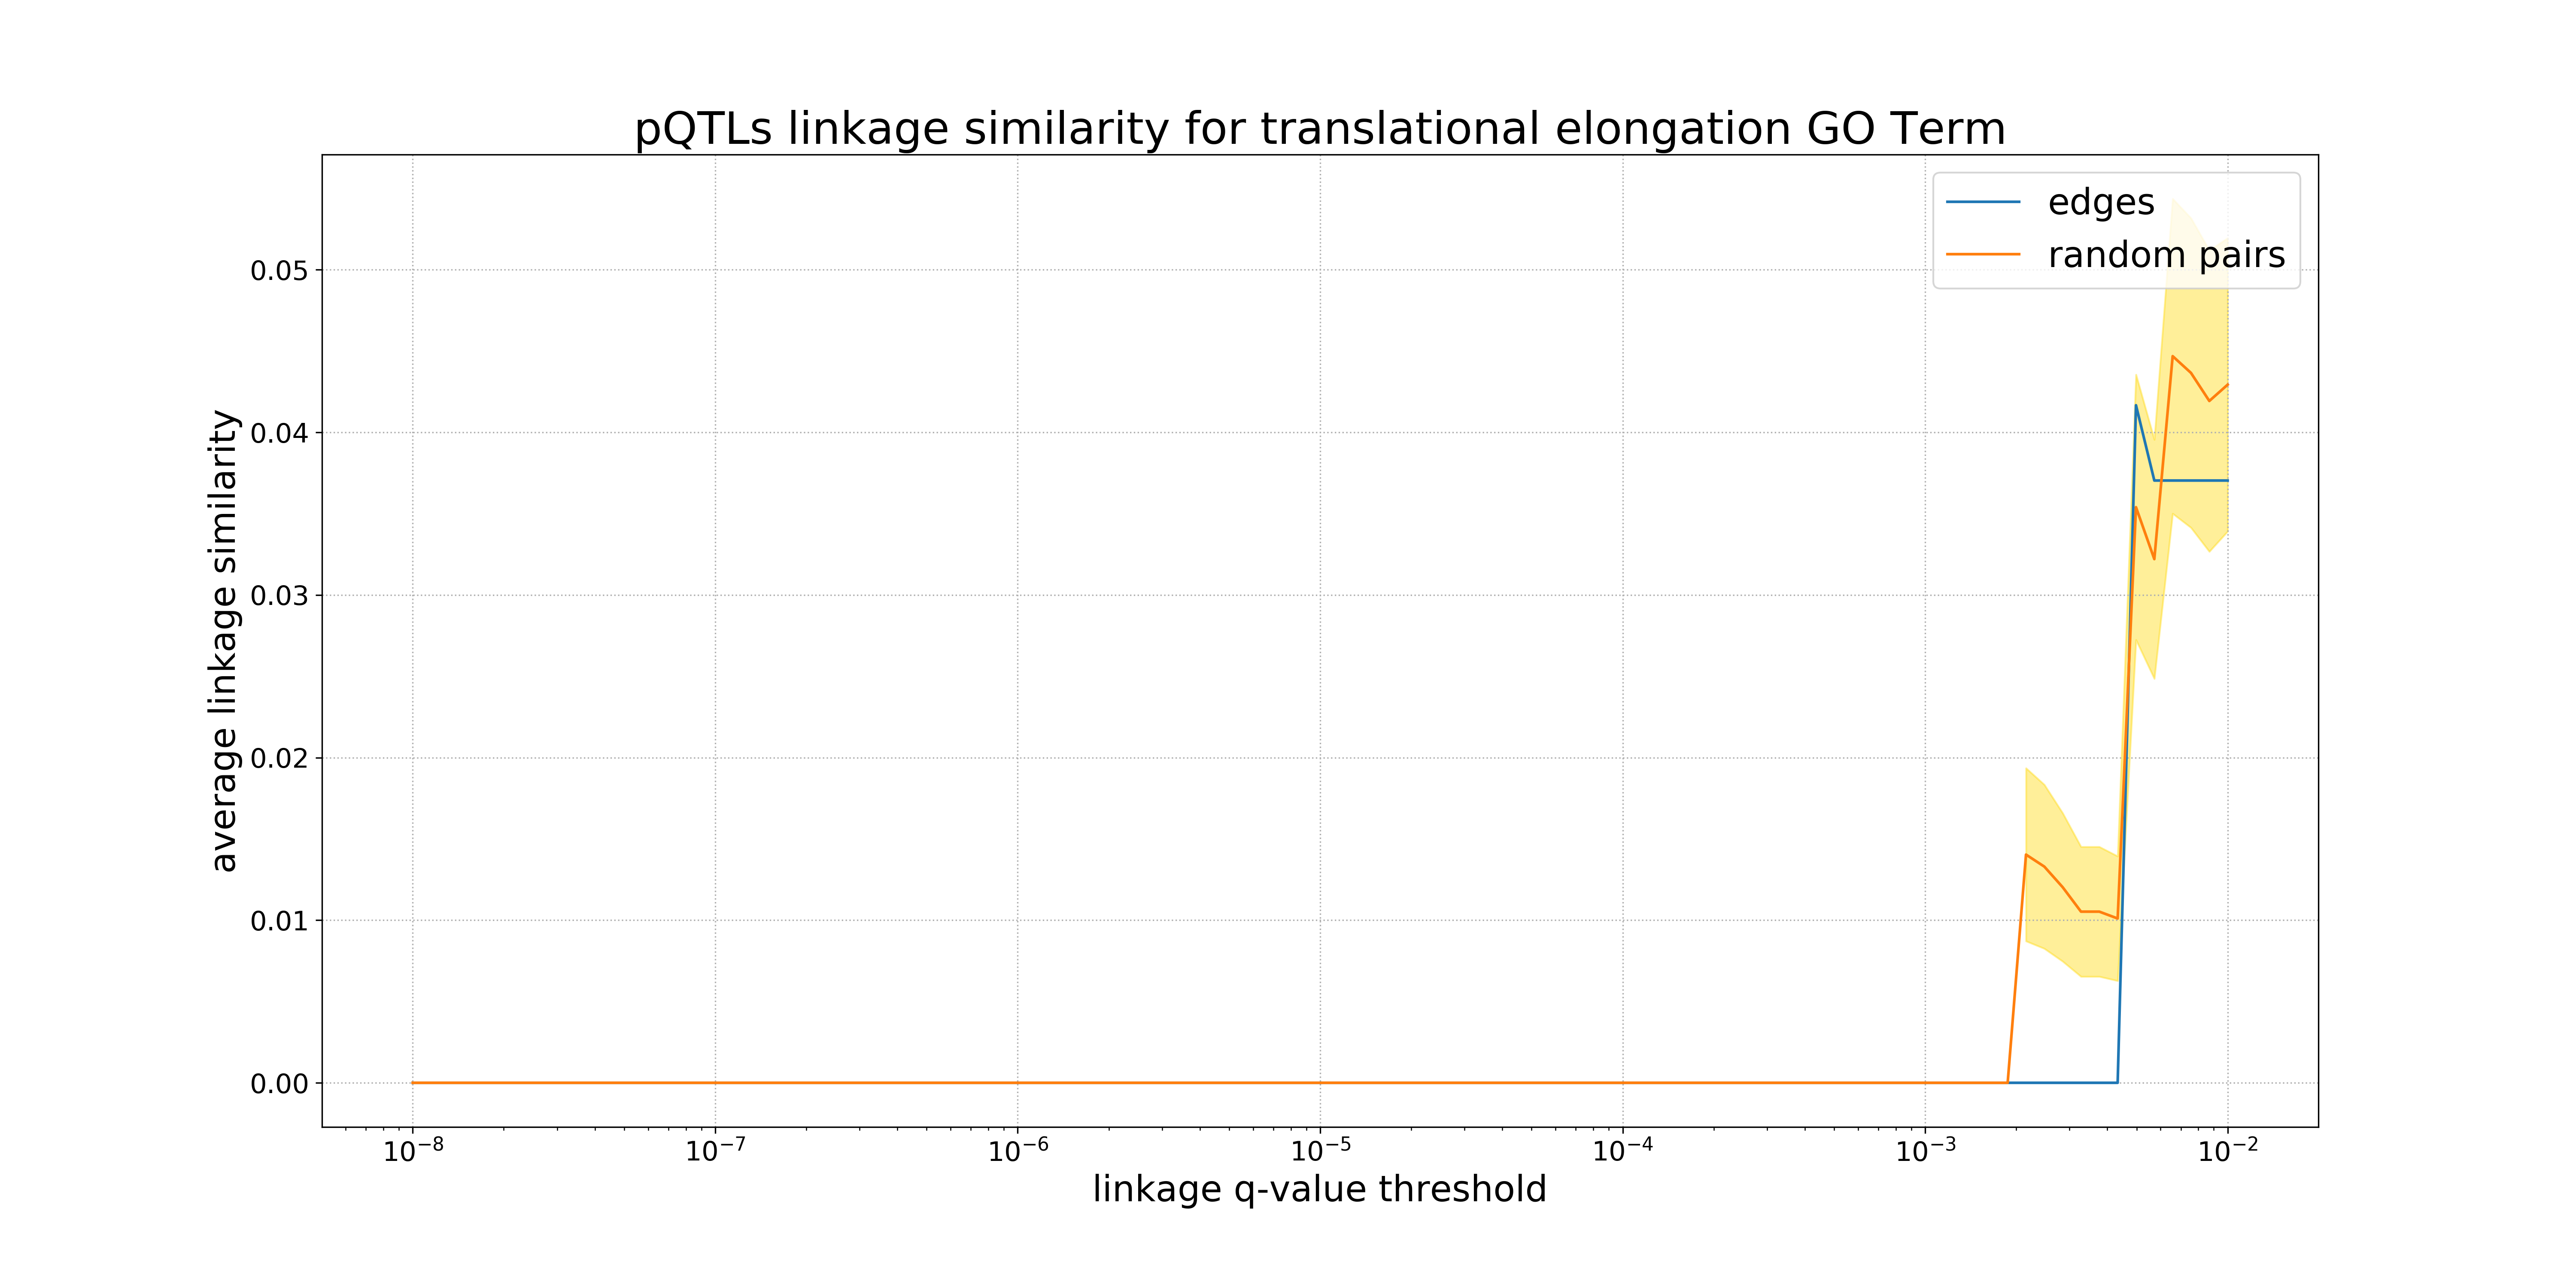 pQTLs linkage similarity for translational elongation GO Term
edges
random pairs
average linkage similarity
0.05
0.04
0.03
0.02
0.01
0.00
10⁻⁸ 10⁻⁷ 10⁻⁶ 10⁻⁵ 10⁻⁴ 10⁻³ 10⁻²
linkage q-value threshold